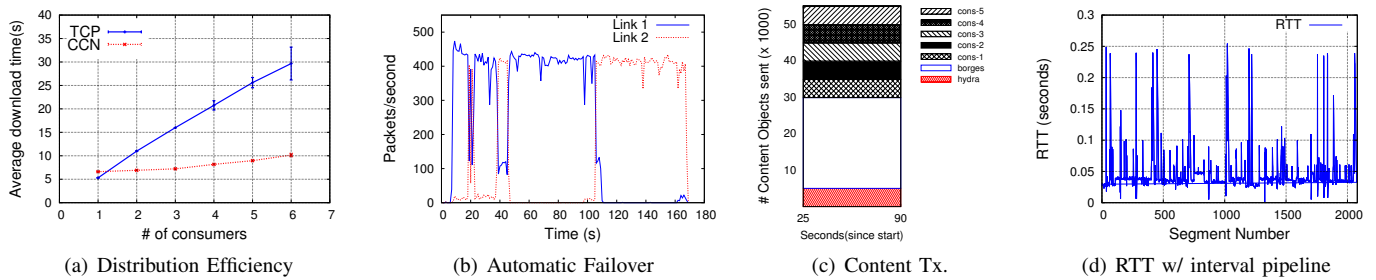 Average download time(s)
40
35
30
25
20
15
10
5
0
0 1 2 3 4 5 6 7
# of consumers
TCP
CCN
(a) Distribution Efficiency
Packets/second
500
400
300
200
100
0
0 20 40 60 80 100 120 140 160 180
Time (s)
Link 1
Link 2
(b) Automatic Failover
# Content Objects sent (x 1000)
50
40
30
20
10
25 90
Seconds(since start)
cons-5
cons-4
cons-3
cons-2
cons-1
borges
hydra
(c) Content Tx.
RTT (seconds)
0.3
0.25
0.2
0.15
0.1
0.05
0
0 500 1000 1500 2000
Segment Number
RTT
(d) RTT w/ interval pipeline